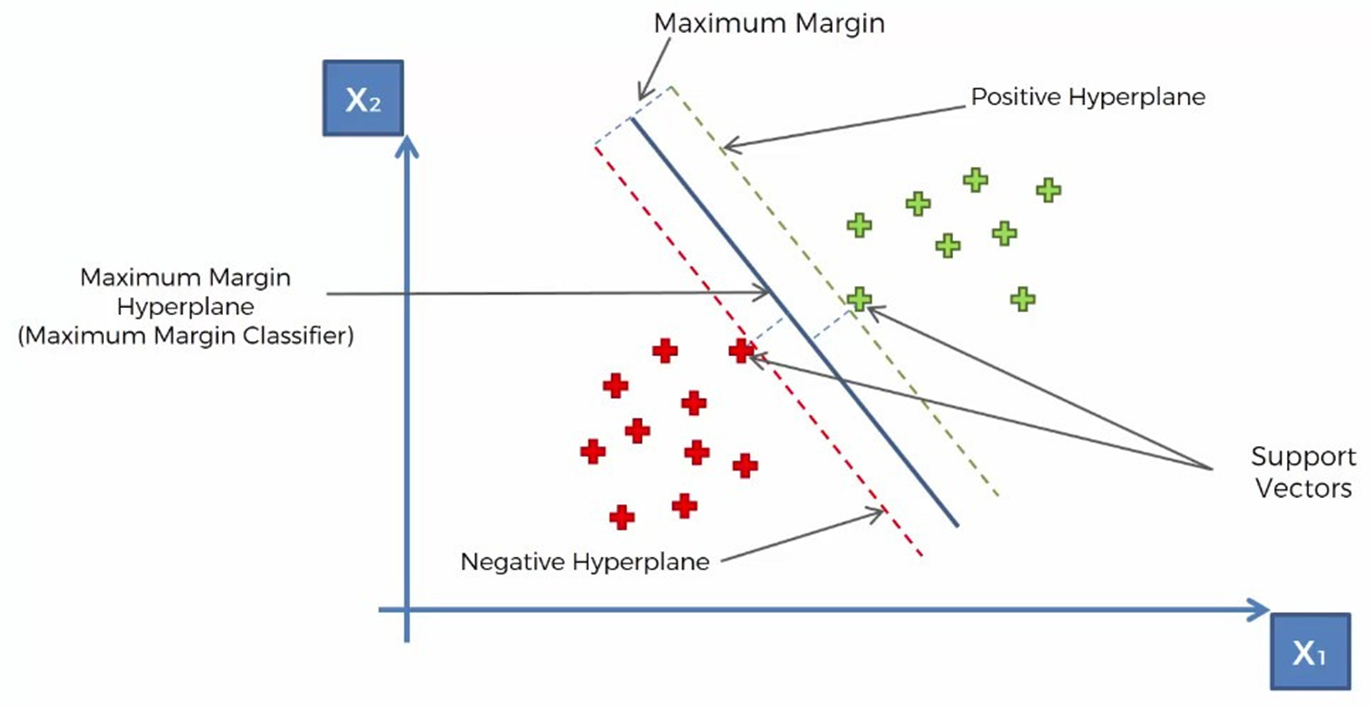 Maximum Margin
X₂
Positive Hyperplane
Maximum Margin
Hyperplane
(Maximum Margin Classifier)
Support
Vectors
Negative Hyperplane
X₁